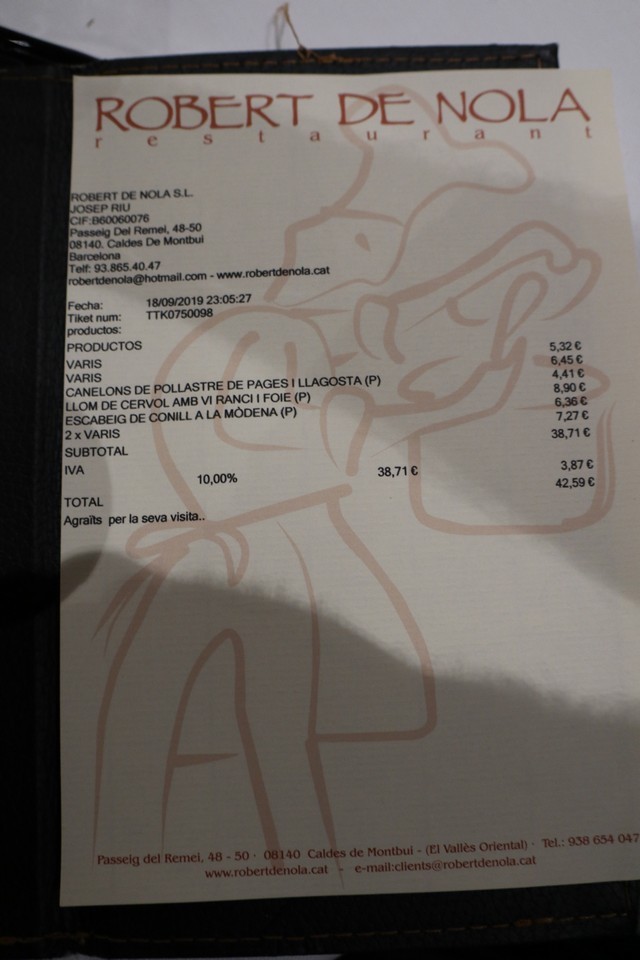 ROBERT DE NOLA
restaurant
ROBERT DE NOLA S.L.
JOSEP RIU
CIF:B60060076
Passeig Del Remei, 48-50
08140. Caldes De Montbui
Barcelona
Telf: 93.865.40.47
robertdenola@hotmail.com - www.robertdenola.cat
Fecha: 18/09/2019 23:05:27
Tiket num: TTK0750098
productos:
PRODUCTOS
VARIS 5,32 €
VARIS 6,45 €
CANELONS DE POLLASTRE DE PAGES I LLAGOSTA (P) 4,41 €
LLOM DE CERVOL AMB VI RANCI I FOIE (P) 8,90 €
ESCABEIG DE CONILL A LA MÒDENA (P) 6,36 €
2 x VARIS 7,27 €
SUBTOTAL 38,71 €
IVA
10,00% 38,71 € 3,87 €
TOTAL 42,59 €
Agraïts per la seva visita..
Passeig del Remei, 48 - 50 · 08140 Caldes de Montbui - (El Vallès Oriental) · Tel.: 938 654 047
www.robertdenola.cat - e-mail:clients@robertdenola.cat